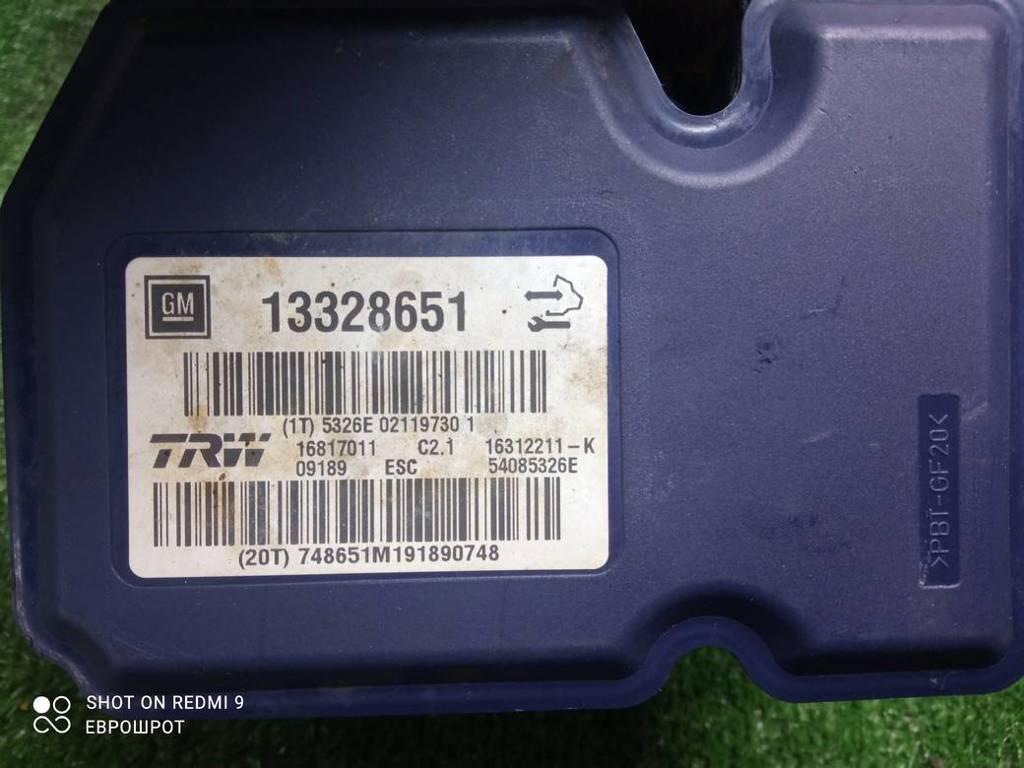 GM 13328651
(1T) 5326E 02119730 1
TRW 16817011 C2.1 16312211-K
09189 ESC 54085326E
(20T) 748651M191890748
>PBT-GF20<
SHOT ON REDMI 9
ЕВРОШРОТ